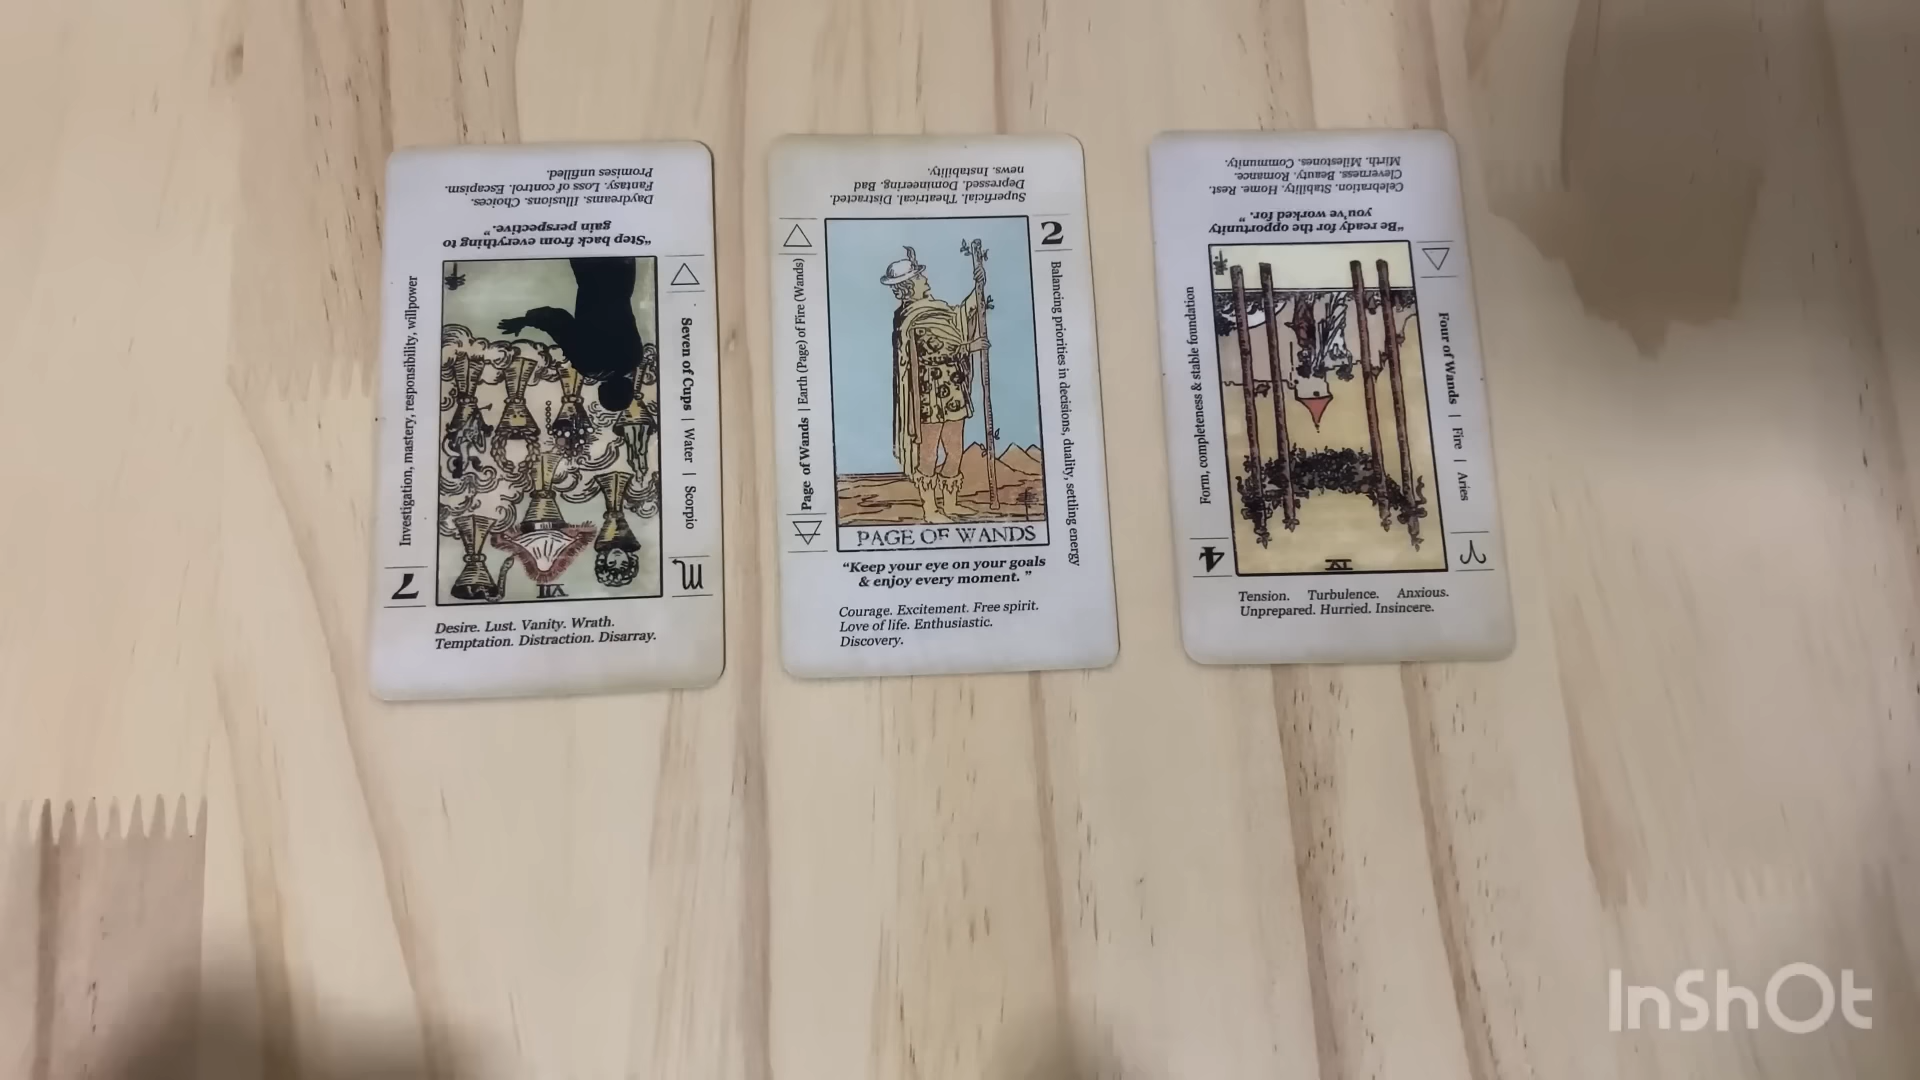 Daydreams. Illusions. Choices.
Fantasy. Loss of control. Escapism.
Promises unfilled.
"Step back from everything to
gain perspective."
Investigation, mastery, responsibility, willpower
Seven of Cups | Water | Scorpio
7
VII
Desire. Lust. Vanity. Wrath.
Temptation. Distraction. Disarray.
Superficial. Theatrical. Distracted.
Depressed. Domineering. Bad
news. Instability.
2
Page of Wands | Earth (Page) of Fire (Wands)
Balancing priorities in decisions, duality, settling energy
PAGE OF WANDS
"Keep your eye on your goals
& enjoy every moment. "
Courage. Excitement. Free spirit.
Love of life. Enthusiastic.
Discovery.
Celebration. Stability. Home. Rest.
Cleverness. Beauty. Romance.
Mirth. Milestones. Community.
"Be ready for the opportunity
you've worked for. "
Form, completeness & stable foundation
Four of Wands | Fire | Aries
4
IV
Tension. Turbulence. Anxious.
Unprepared. Hurried. Insincere.
InShOt